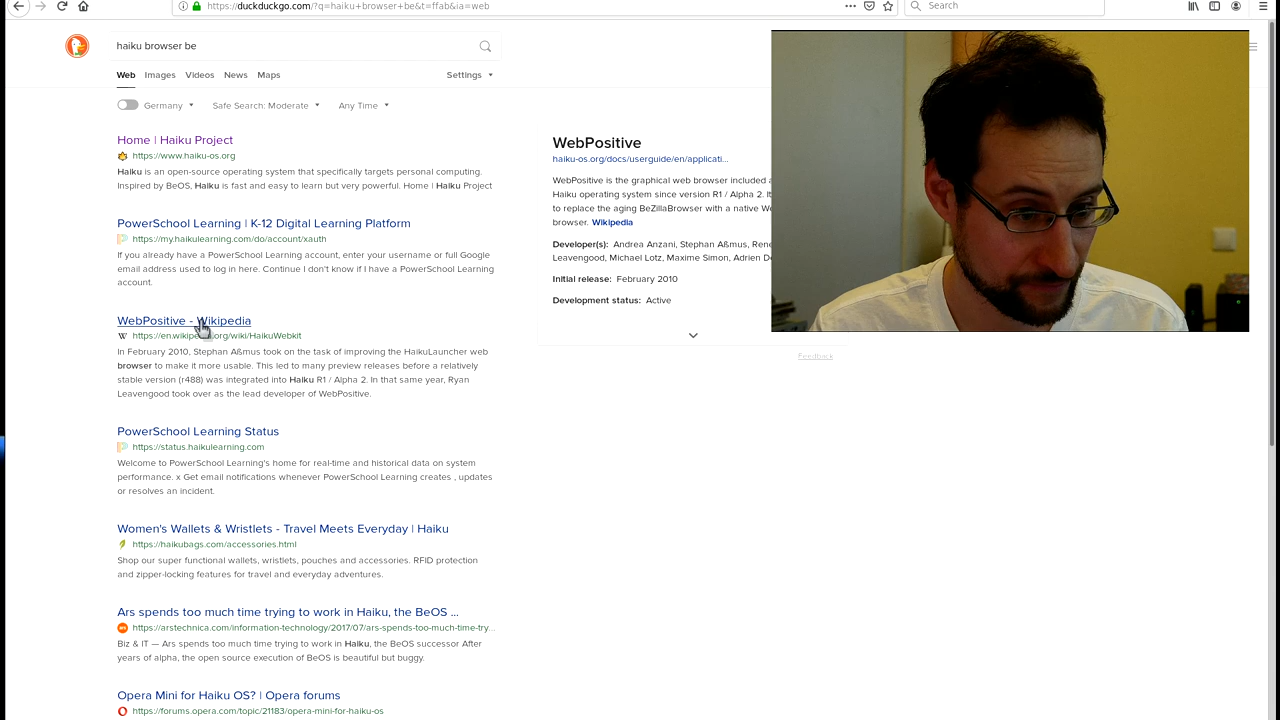 https://duckduckgo.com/?q=haiku+browser+be&t=ffab&ia=web
Search
haiku browser be
Web Images Videos News Maps Settings
Germany Safe Search: Moderate Any Time
Home | Haiku Project
https://www.haiku-os.org
Haiku is an open-source operating system that specifically targets personal computing.
Inspired by BeOS, Haiku is fast and easy to learn but very powerful. Home | Haiku Project
PowerSchool Learning | K-12 Digital Learning Platform
https://my.haikulearning.com/do/account/xauth
If you already have a PowerSchool Learning account, enter your username or full Google
email address used to log in here. Continue I don't know if I have a PowerSchool Learning
account.
WebPositive - Wikipedia
https://en.wikipedia.org/wiki/HaikuWebkit
In February 2010, Stephan Aßmus took on the task of improving the HaikuLauncher web
browser to make it more usable. This led to many preview releases before a relatively
stable version (r488) was integrated into Haiku R1 / Alpha 2. In that same year, Ryan
Leavengood took over as the lead developer of WebPositive.
PowerSchool Learning Status
https://status.haikulearning.com
Welcome to PowerSchool Learning's home for real-time and historical data on system
performance. x Get email notifications whenever PowerSchool Learning creates , updates
or resolves an incident.
Women's Wallets & Wristlets - Travel Meets Everyday | Haiku
https://haikubags.com/accessories.html
Shop our super functional wallets, wristlets, pouches and accessories. RFID protection
and zipper-locking features for travel and everyday adventures.
Ars spends too much time trying to work in Haiku, the BeOS ...
https://arstechnica.com/information-technology/2017/07/ars-spends-too-much-time-try...
Biz & IT — Ars spends too much time trying to work in Haiku, the BeOS successor After
years of alpha, the open source execution of BeOS is beautiful but buggy.
Opera Mini for Haiku OS? | Opera forums
https://forums.opera.com/topic/21183/opera-mini-for-haiku-os
WebPositive
haiku-os.org/docs/userguide/en/applicati...
WebPositive is the graphical web browser included
Haiku operating system since version R1 / Alpha 2.
to replace the aging BeZillaBrowser with a native
browser. Wikipedia
Developer(s): Andrea Anzani, Stephan Aßmus,
Leavengood, Michael Lotz, Maxime Simon, Adrien
Initial release: February 2010
Development status: Active
Feedback